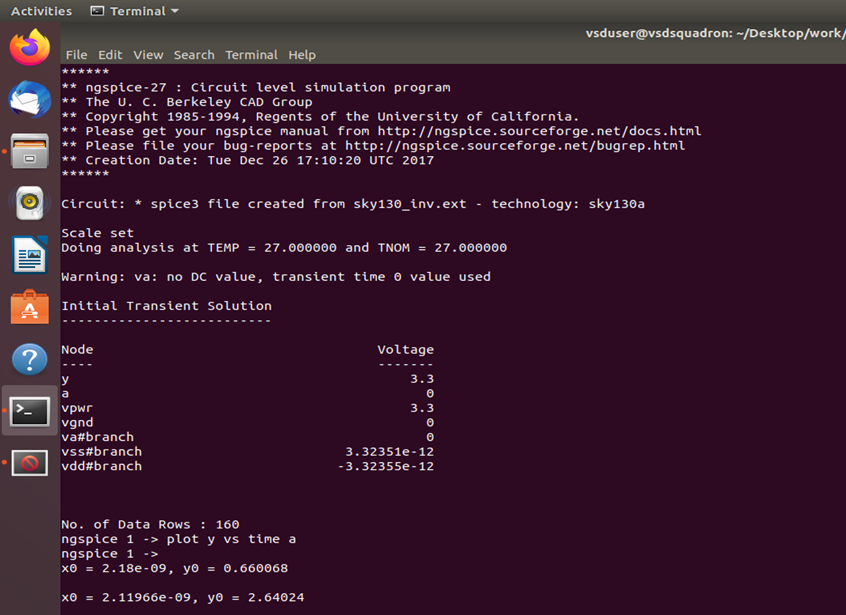 Activities Terminal
vsduser@vsdsquadron: ~/Desktop/work/
File Edit View Search Terminal Help
******
** ngspice-27 : Circuit level simulation program
** The U. C. Berkeley CAD Group
** Copyright 1985-1994, Regents of the University of California.
** Please get your ngspice manual from http://ngspice.sourceforge.net/docs.html
** Please file your bug-reports at http://ngspice.sourceforge.net/bugrep.html
** Creation Date: Tue Dec 26 17:10:20 UTC 2017
******
Circuit: * spice3 file created from sky130_inv.ext - technology: sky130a
Scale set
Doing analysis at TEMP = 27.000000 and TNOM = 27.000000
Warning: va: no DC value, transient time 0 value used
Initial Transient Solution
--------------------------
Node Voltage
---- -------
y 3.3
a 0
vpwr 3.3
vgnd 0
va#branch 0
vss#branch 3.32351e-12
vdd#branch -3.32355e-12
No. of Data Rows : 160
ngspice 1 -> plot y vs time a
ngspice 1 ->
x0 = 2.18e-09, y0 = 0.660068
x0 = 2.11966e-09, y0 = 2.64024